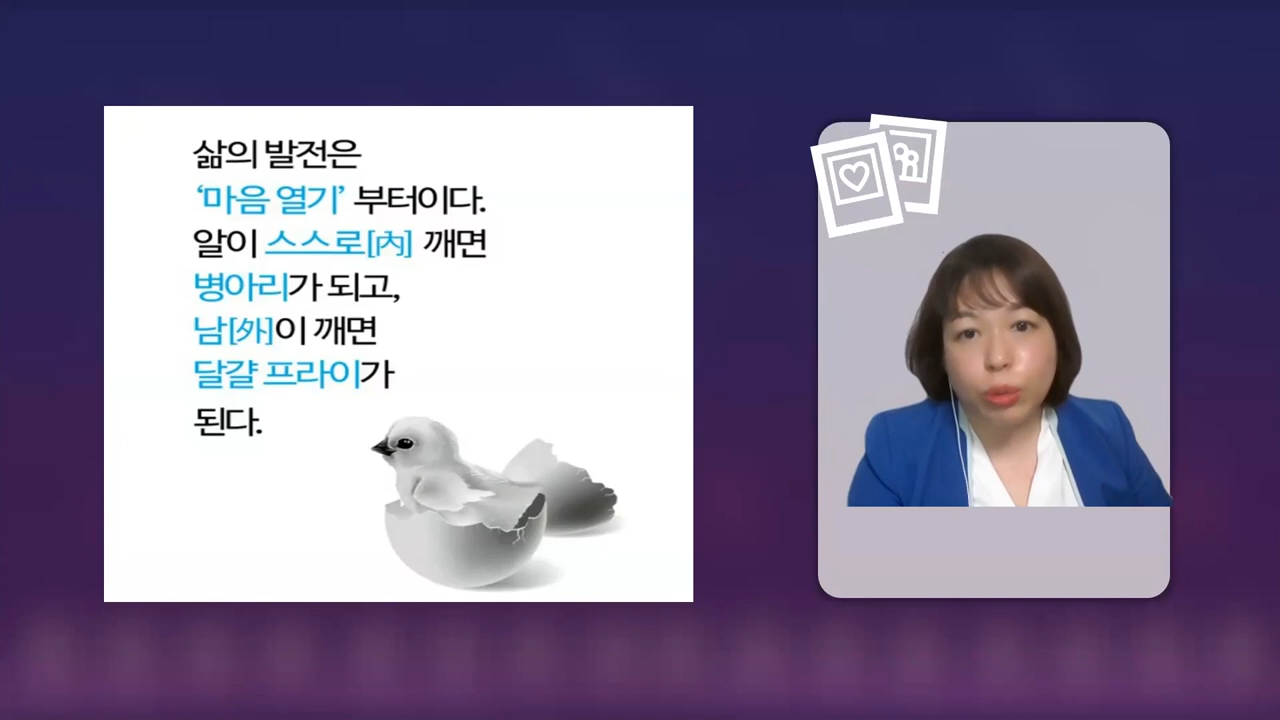 삶의 발전은
‘마음 열기’ 부터이다.
알이 스스로[內] 깨면
병아리가 되고,
남[外]이 깨면
달걀 프라이가
된다.